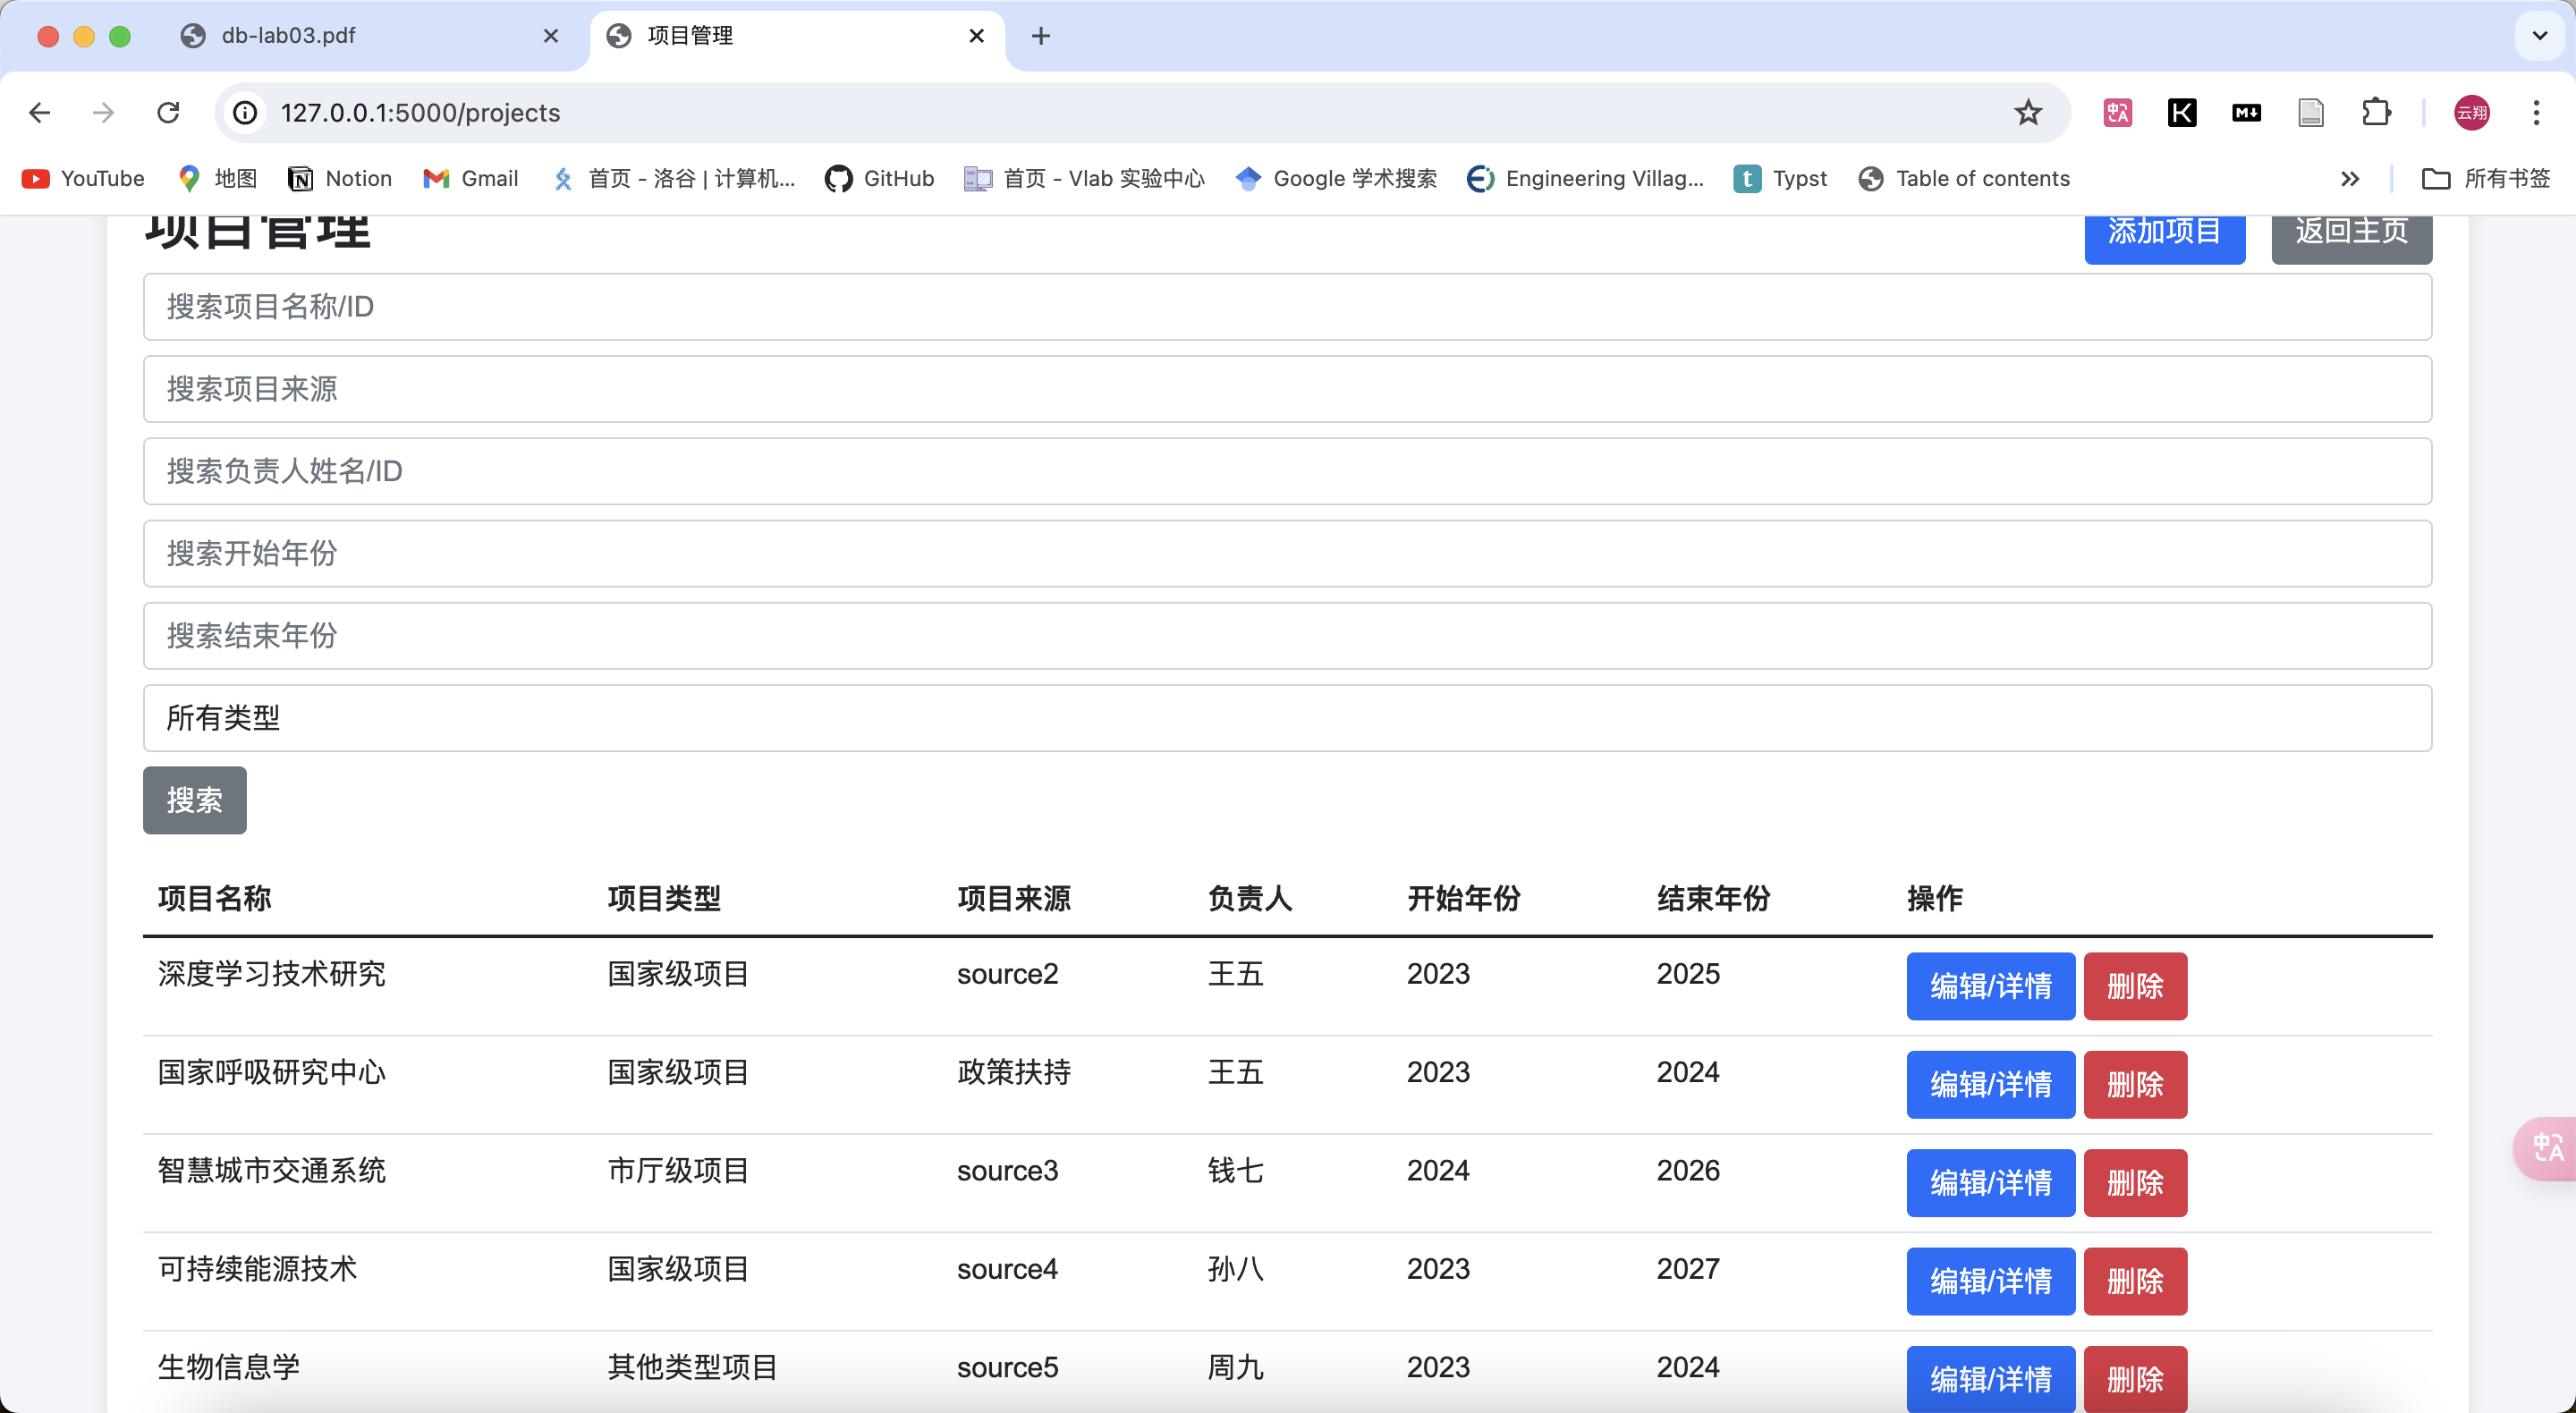 db-lab03.pdf 项目管理
127.0.0.1:5000/projects 云翔
YouTube 地图 Notion Gmail 首页 - 洛谷 | 计算机... GitHub 首页 - Vlab 实验中心 Google 学术搜索 Engineering Villag... Typst Table of contents 所有书签
项目管理 添加项目 返回主页
搜索项目名称/ID
搜索项目来源
搜索负责人姓名/ID
搜索开始年份
搜索结束年份
所有类型
搜索
项目名称 项目类型 项目来源 负责人 开始年份 结束年份 操作
深度学习技术研究 国家级项目 source2 王五 2023 2025 编辑/详情 删除
国家呼吸研究中心 国家级项目 政策扶持 王五 2023 2024 编辑/详情 删除
智慧城市交通系统 市厅级项目 source3 钱七 2024 2026 编辑/详情 删除
可持续能源技术 国家级项目 source4 孙八 2023 2027 编辑/详情 删除
生物信息学 其他类型项目 source5 周九 2023 2024 编辑/详情 删除